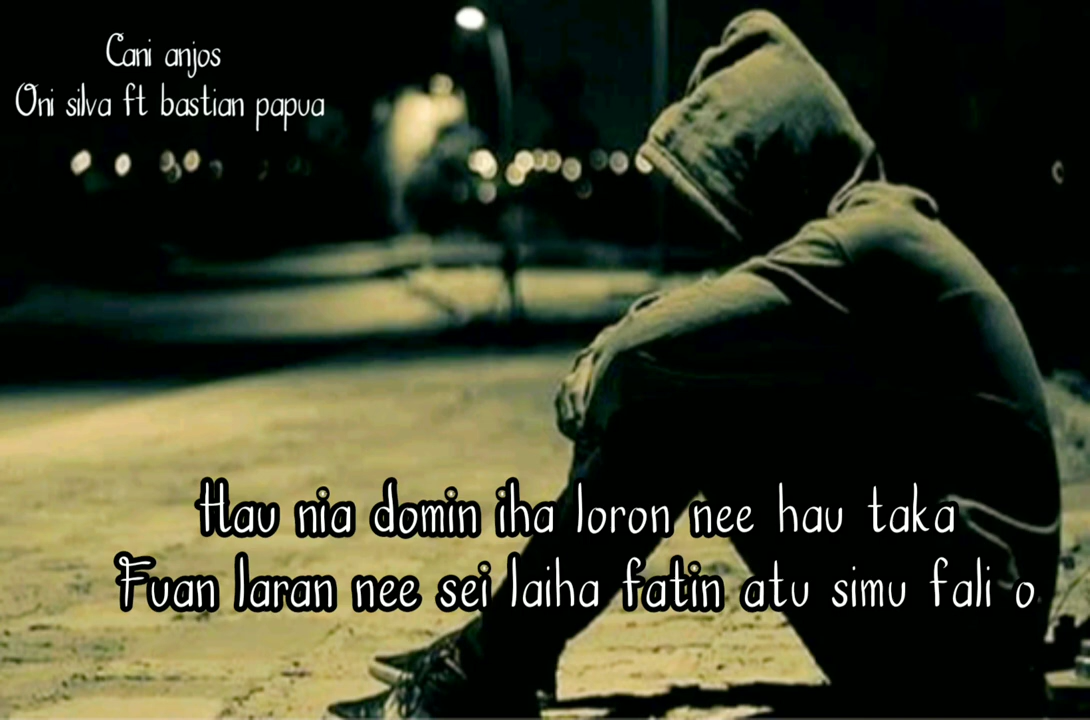 Cani anjos
Oni silva ft bastian papua
Hau nia domin iha loron nee hau taka
Fuan laran nee sei laiha fatin atu simu fali o